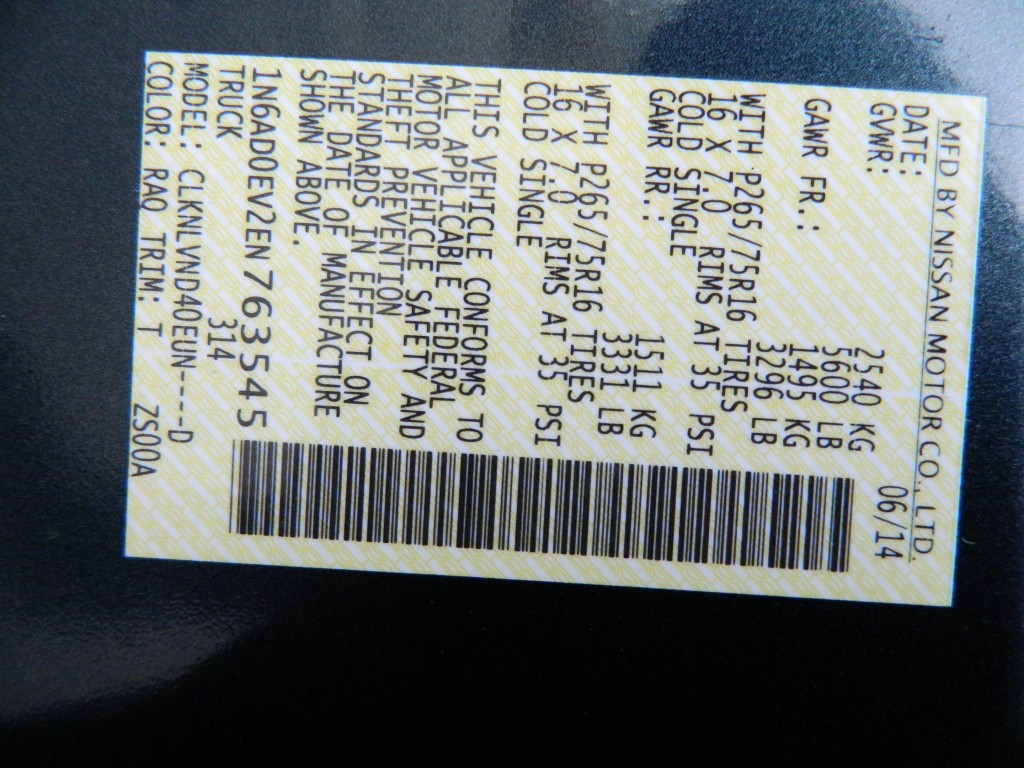 MFD BY NISSAN MOTOR CO., LTD.
DATE: 06/14
GVWR: 2540 KG
5600 LB
GAWR FR.: 1495 KG
3296 LB
WITH P265/75R16 TIRES
16 X 7.0 RIMS AT 35 PSI
COLD SINGLE
GAWR RR.: 1511 KG
3331 LB
WITH P265/75R16 TIRES
16 X 7.0 RIMS AT 35 PSI
COLD SINGLE
THIS VEHICLE CONFORMS TO
ALL APPLICABLE FEDERAL
MOTOR VEHICLE SAFETY AND
THEFT PREVENTION
STANDARDS IN EFFECT ON
THE DATE OF MANUFACTURE
SHOWN ABOVE.
1N6AD0EV2EN763545
TRUCK 314
MODEL: CLKNLVND40EUN----D
COLOR: RAQ TRIM: T ZS00A